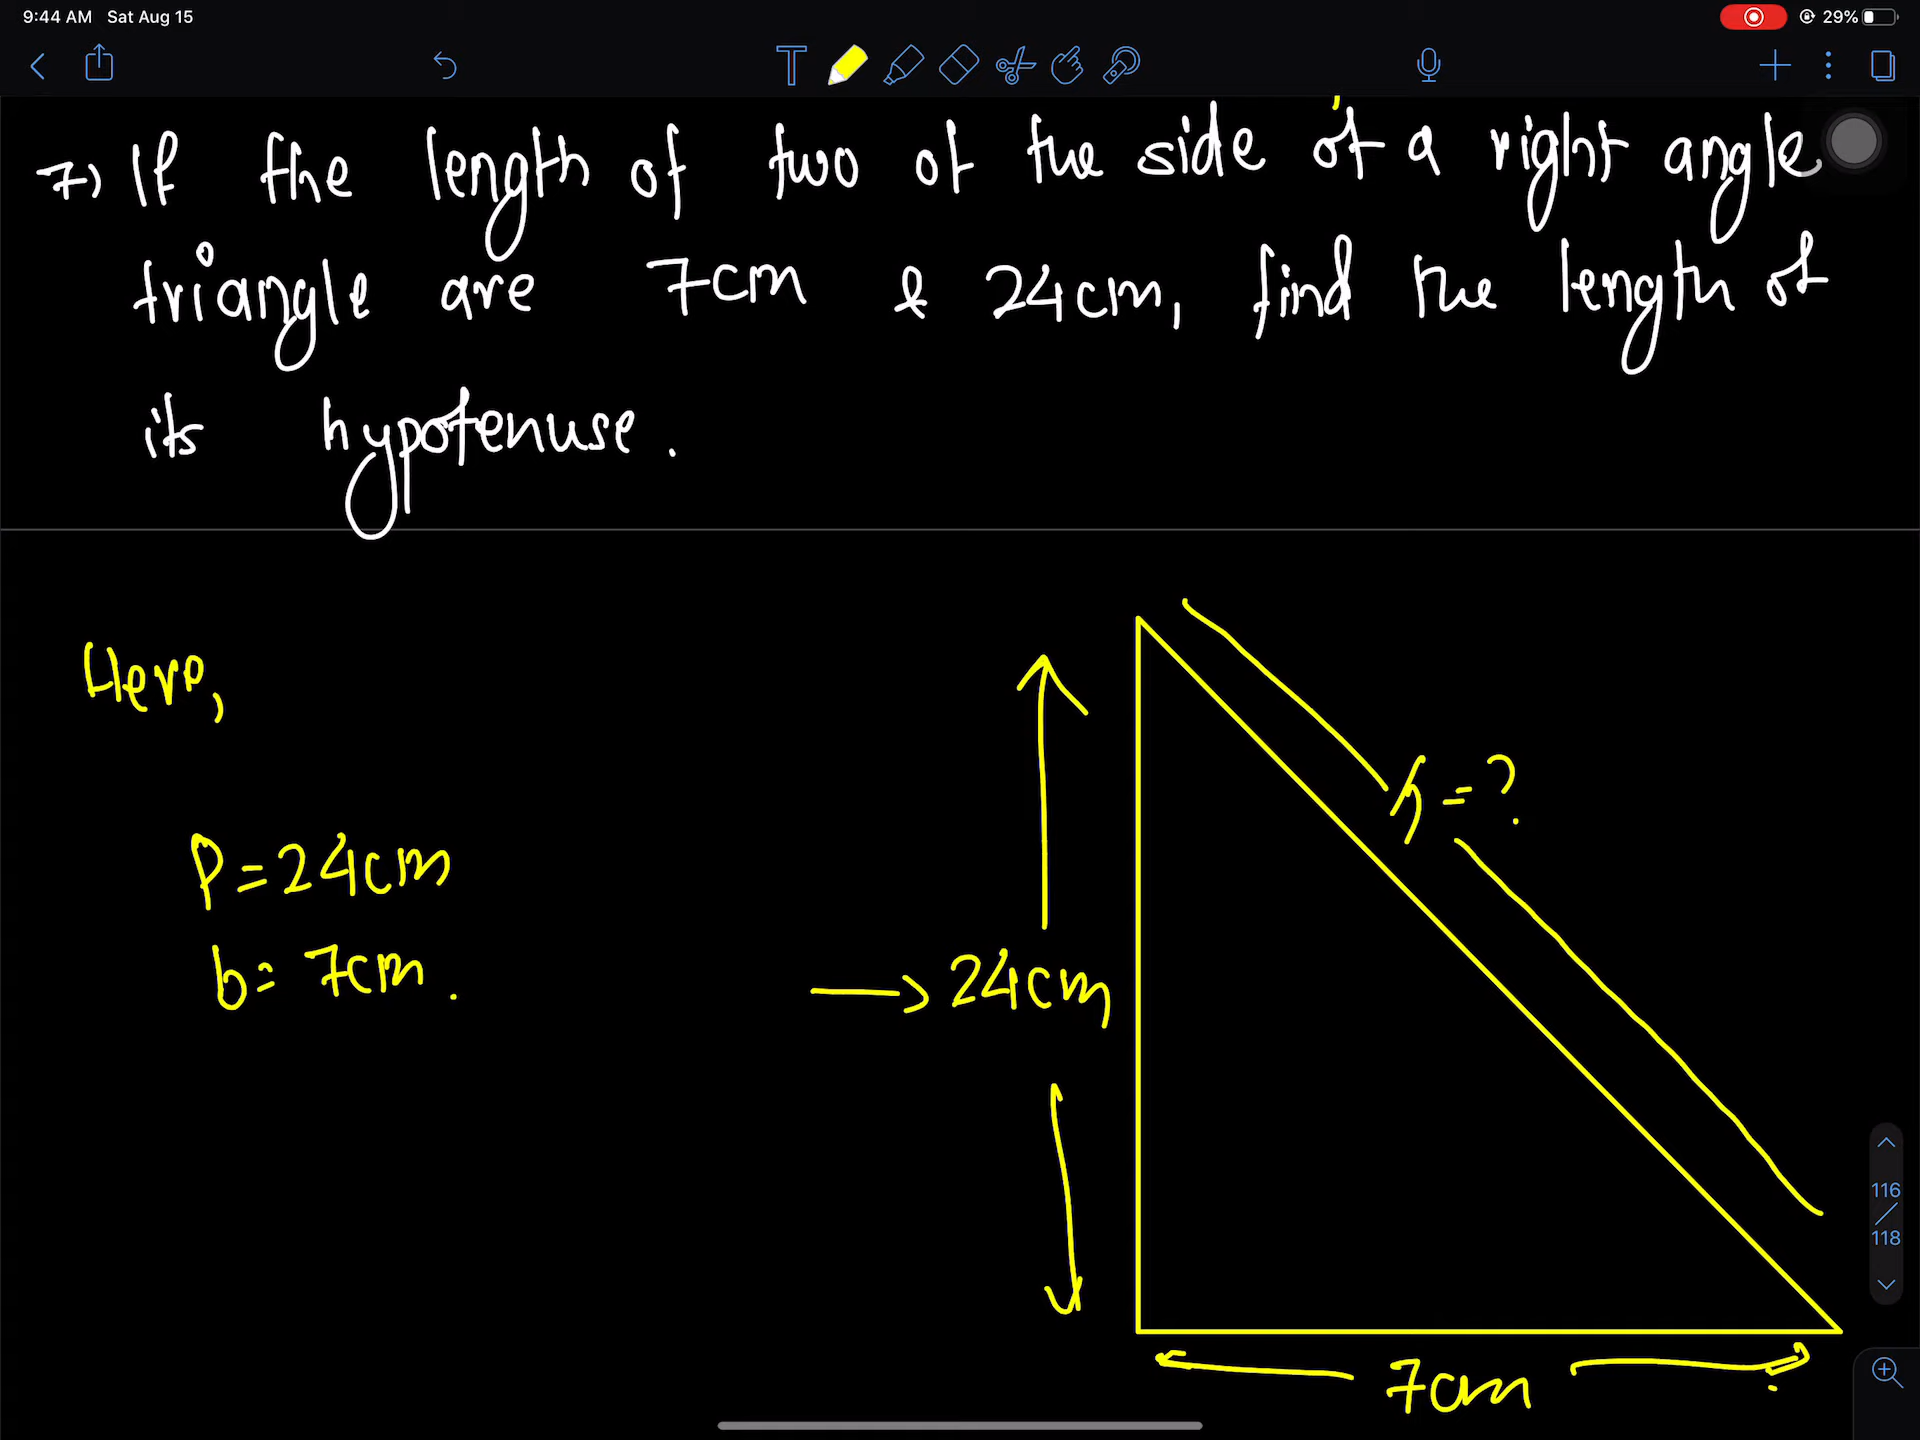 9:44 AM Sat Aug 15
29%
7) If the length of two of the side of a right angle
triangle are 7cm & 24cm, find the length of
its hypotenuse.
Here,
h = ?
P = 24cm
b = 7cm.
→ 24cm
116
118
7cm